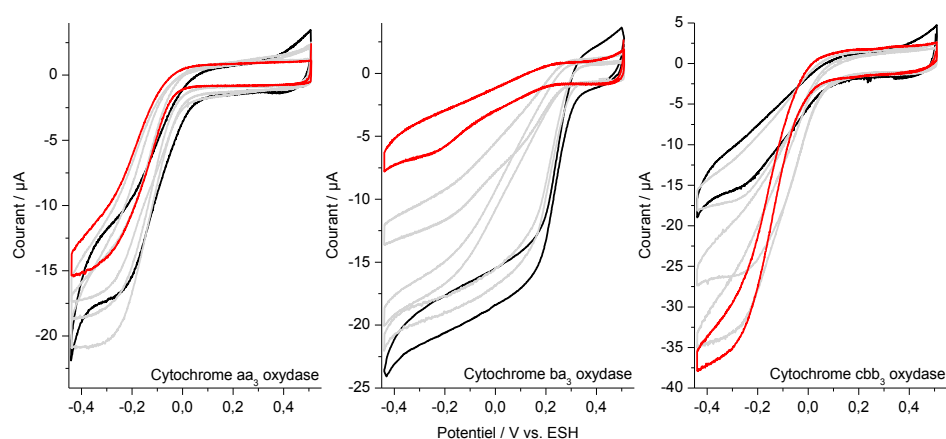 Courant / µA
0
-5
-10
-15
-20
-0,4 -0,2 0,0 0,2 0,4
Cytochrome aa3 oxydase
Courant / µA
0
-5
-10
-15
-20
-25
-0,4 -0,2 0,0 0,2 0,4
Cytochrome ba3 oxydase
Courant / µA
5
0
-5
-10
-15
-20
-25
-30
-35
-40
-0,4 -0,2 0,0 0,2 0,4
Cytochrome cbb3 oxydase
Potentiel / V vs. ESH